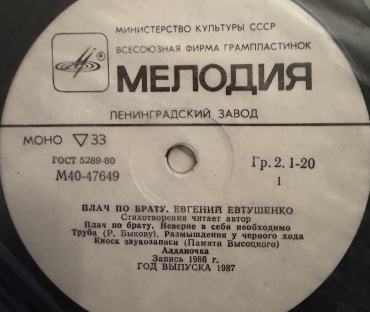 МИНИСТЕРСТВО КУЛЬТУРЫ СССР
ВСЕСОЮЗНАЯ ФИРМА ГРАМПЛАСТИНОК
МЕЛОДИЯ
ЛЕНИНГРАДСКИЙ ЗАВОД
МОНО ▽33
ГОСТ 5289-80
М40-47649
Гр. 2. 1-20
1
ПЛАЧ ПО БРАТУ. ЕВГЕНИЙ ЕВТУШЕНКО
Стихотворения читает автор
Плач по брату. Неверие в себя необходимо
Труба (Р. Быкову). Размышления у черного хода
Киоск звукозаписи (Памяти Высоцкого)
Алданочка
Запись 1986 г.
ГОД ВЫПУСКА 1987